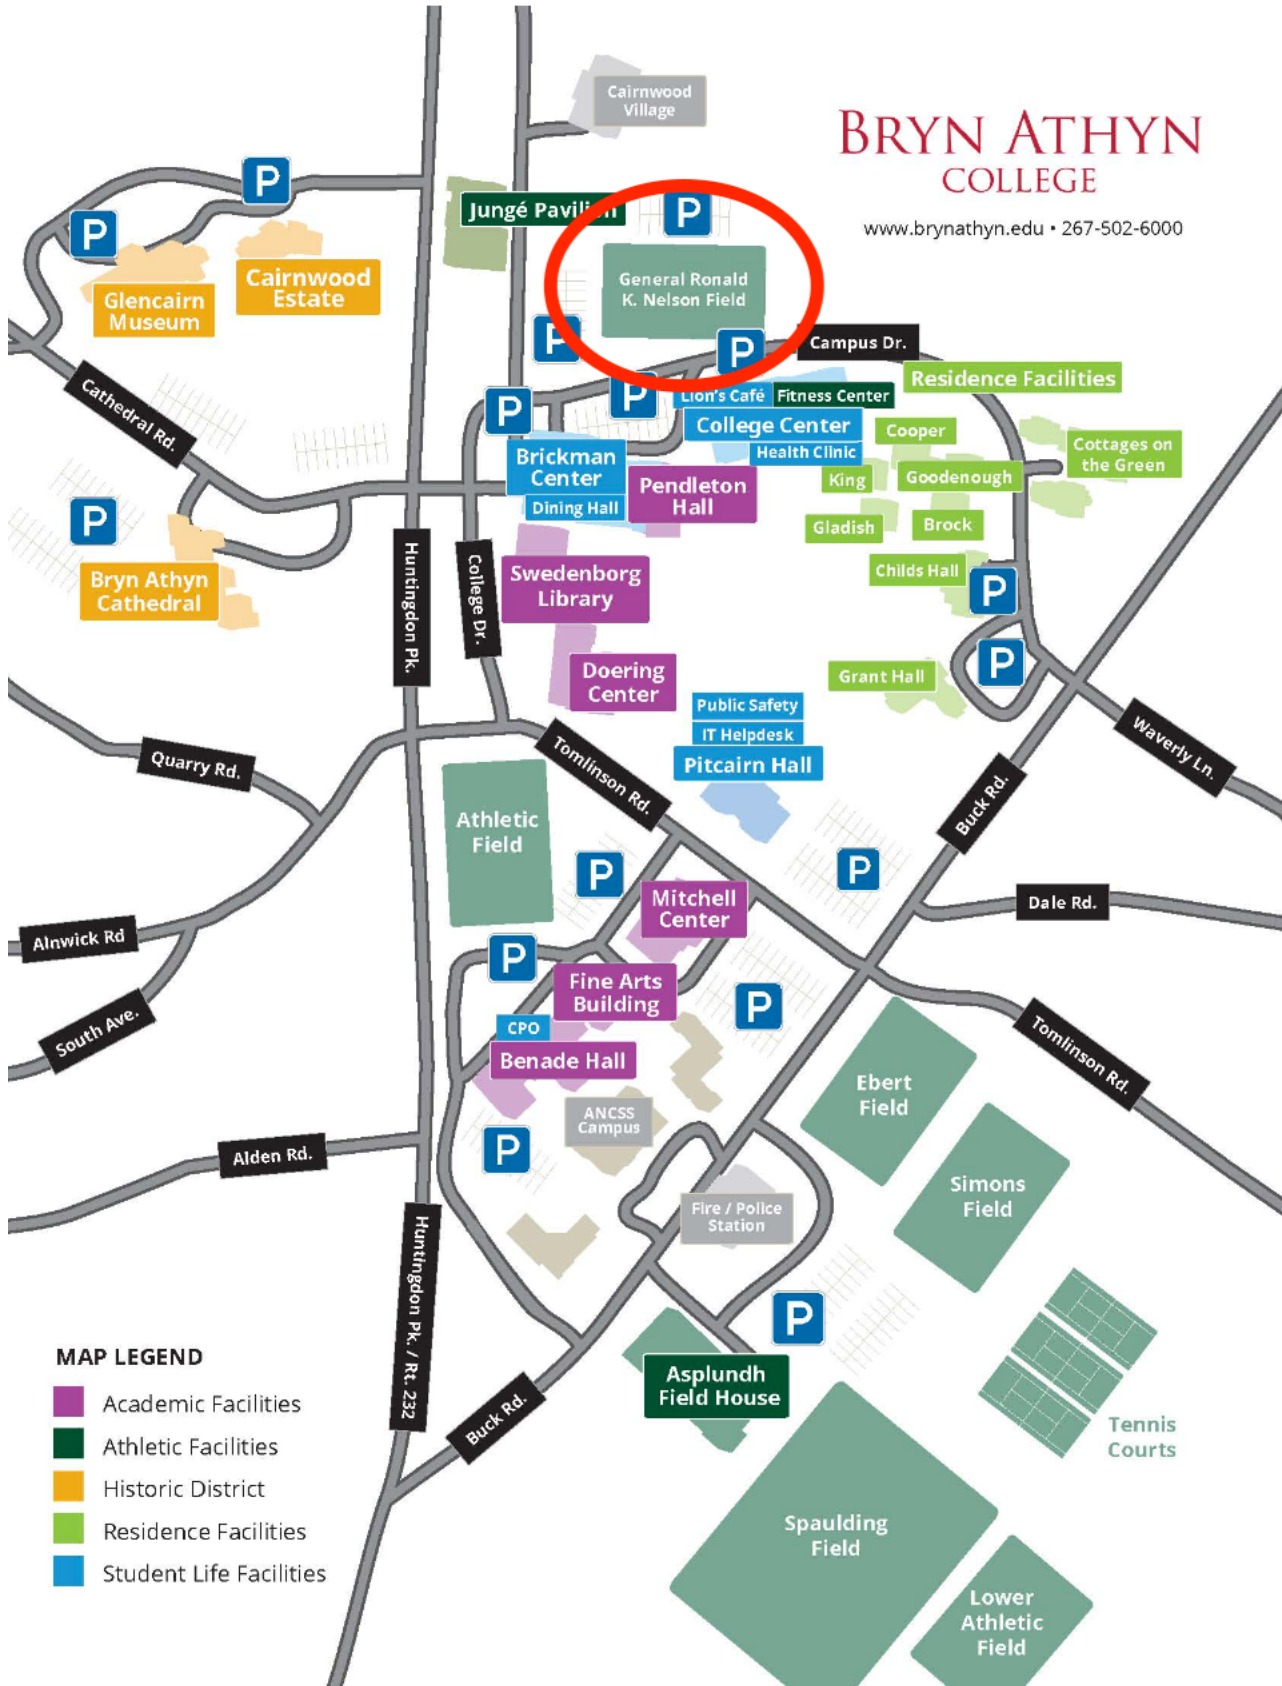 Cairnwood
Village
BRYN ATHYN
COLLEGE
www.brynathyn.edu • 267-502-6000
P
P
P
Jungé Pavilion
General Ronald
K. Nelson Field
Cairnwood
Estate
Glencairn
Museum
P
P
Campus Dr.
Cathedral Rd.
P
P
Lion's Café
Fitness Center
Residence Facilities
College Center
Health Clinic
Cooper
Cottages on
the Green
King
Goodenough
Gladish
Brock
Childs Hall
Brickman
Center
Dining Hall
Pendleton
Hall
P
Bryn Athyn
Cathedral
Huntingdon Pk.
College Dr.
Swedenborg
Library
P
P
Doering
Center
Grant Hall
Public Safety
IT Helpdesk
Pitcairn Hall
Quarry Rd.
Tomlinson Rd.
Waverly Ln.
Buck Rd.
Athletic
Field
P
P
Mitchell
Center
Dale Rd.
Alnwick Rd
P
Fine Arts
Building
P
South Ave.
CPO
Benade Hall
Tomlinson Rd.
Ebert
Field
ANCSS
Campus
P
Alden Rd.
Simons
Field
Fire / Police
Station
Huntingdon Pk. / Rt. 232
P
Asplundh
Field House
Buck Rd.
Tennis
Courts
Spaulding
Field
Lower
Athletic
Field
MAP LEGEND
Academic Facilities
Athletic Facilities
Historic District
Residence Facilities
Student Life Facilities